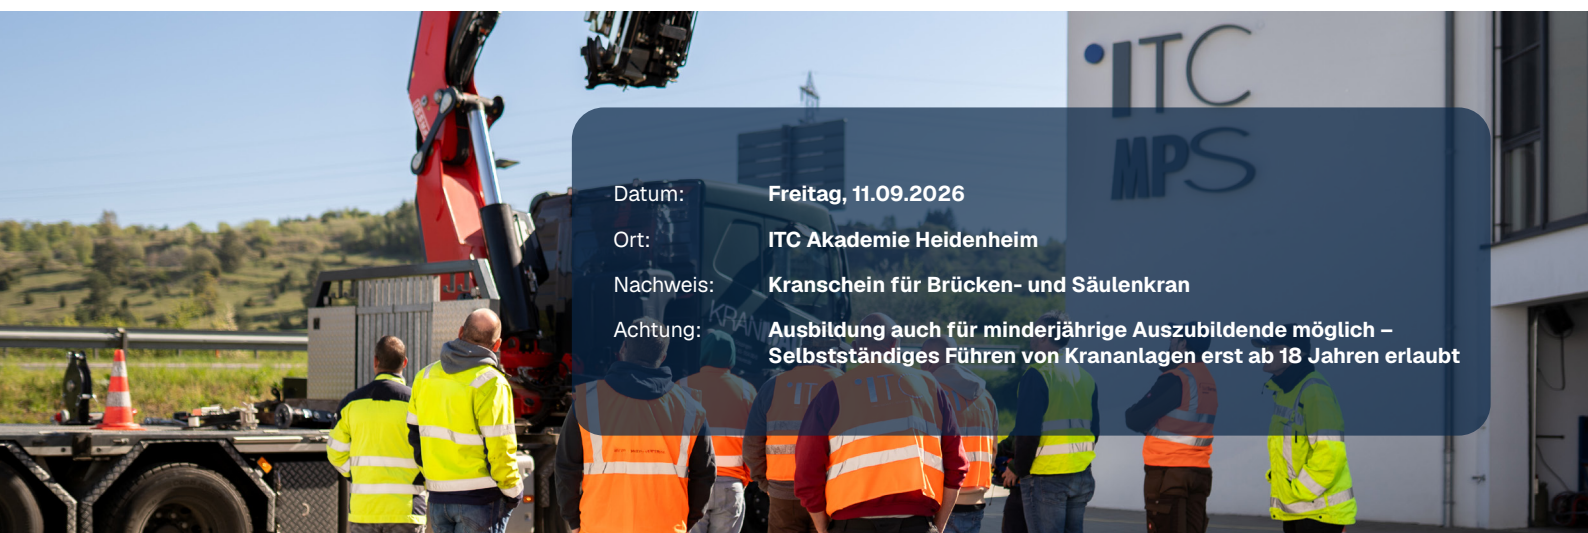 ITC
MPS
Datum: Freitag, 11.09.2026
Ort: ITC Akademie Heidenheim
Nachweis: Kranschein für Brücken- und Säulenkran
Achtung: Ausbildung auch für minderjährige Auszubildende möglich –
Selbstständiges Führen von Krananlagen erst ab 18 Jahren erlaubt
KRAN